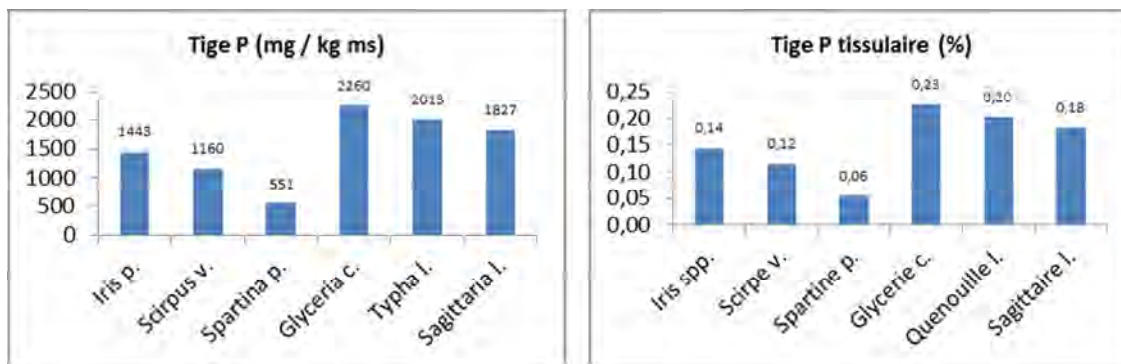 Tige P (mg / kg ms)
2500
2000
1500
1000
500
0
1443
1160
551
2260
2013
1827
Iris p.
Scirpus v.
Spartina p.
Glyceria c.
Typha l.
Sagittaria l.
Tige P tissulaire (%)
0,25
0,20
0,15
0,10
0,05
0,00
0,14
0,12
0,06
0,23
0,20
0,18
Iris spp.
Scirpe v.
Spartine p.
Glycerie c.
Quenouille l.
Sagittaire l.